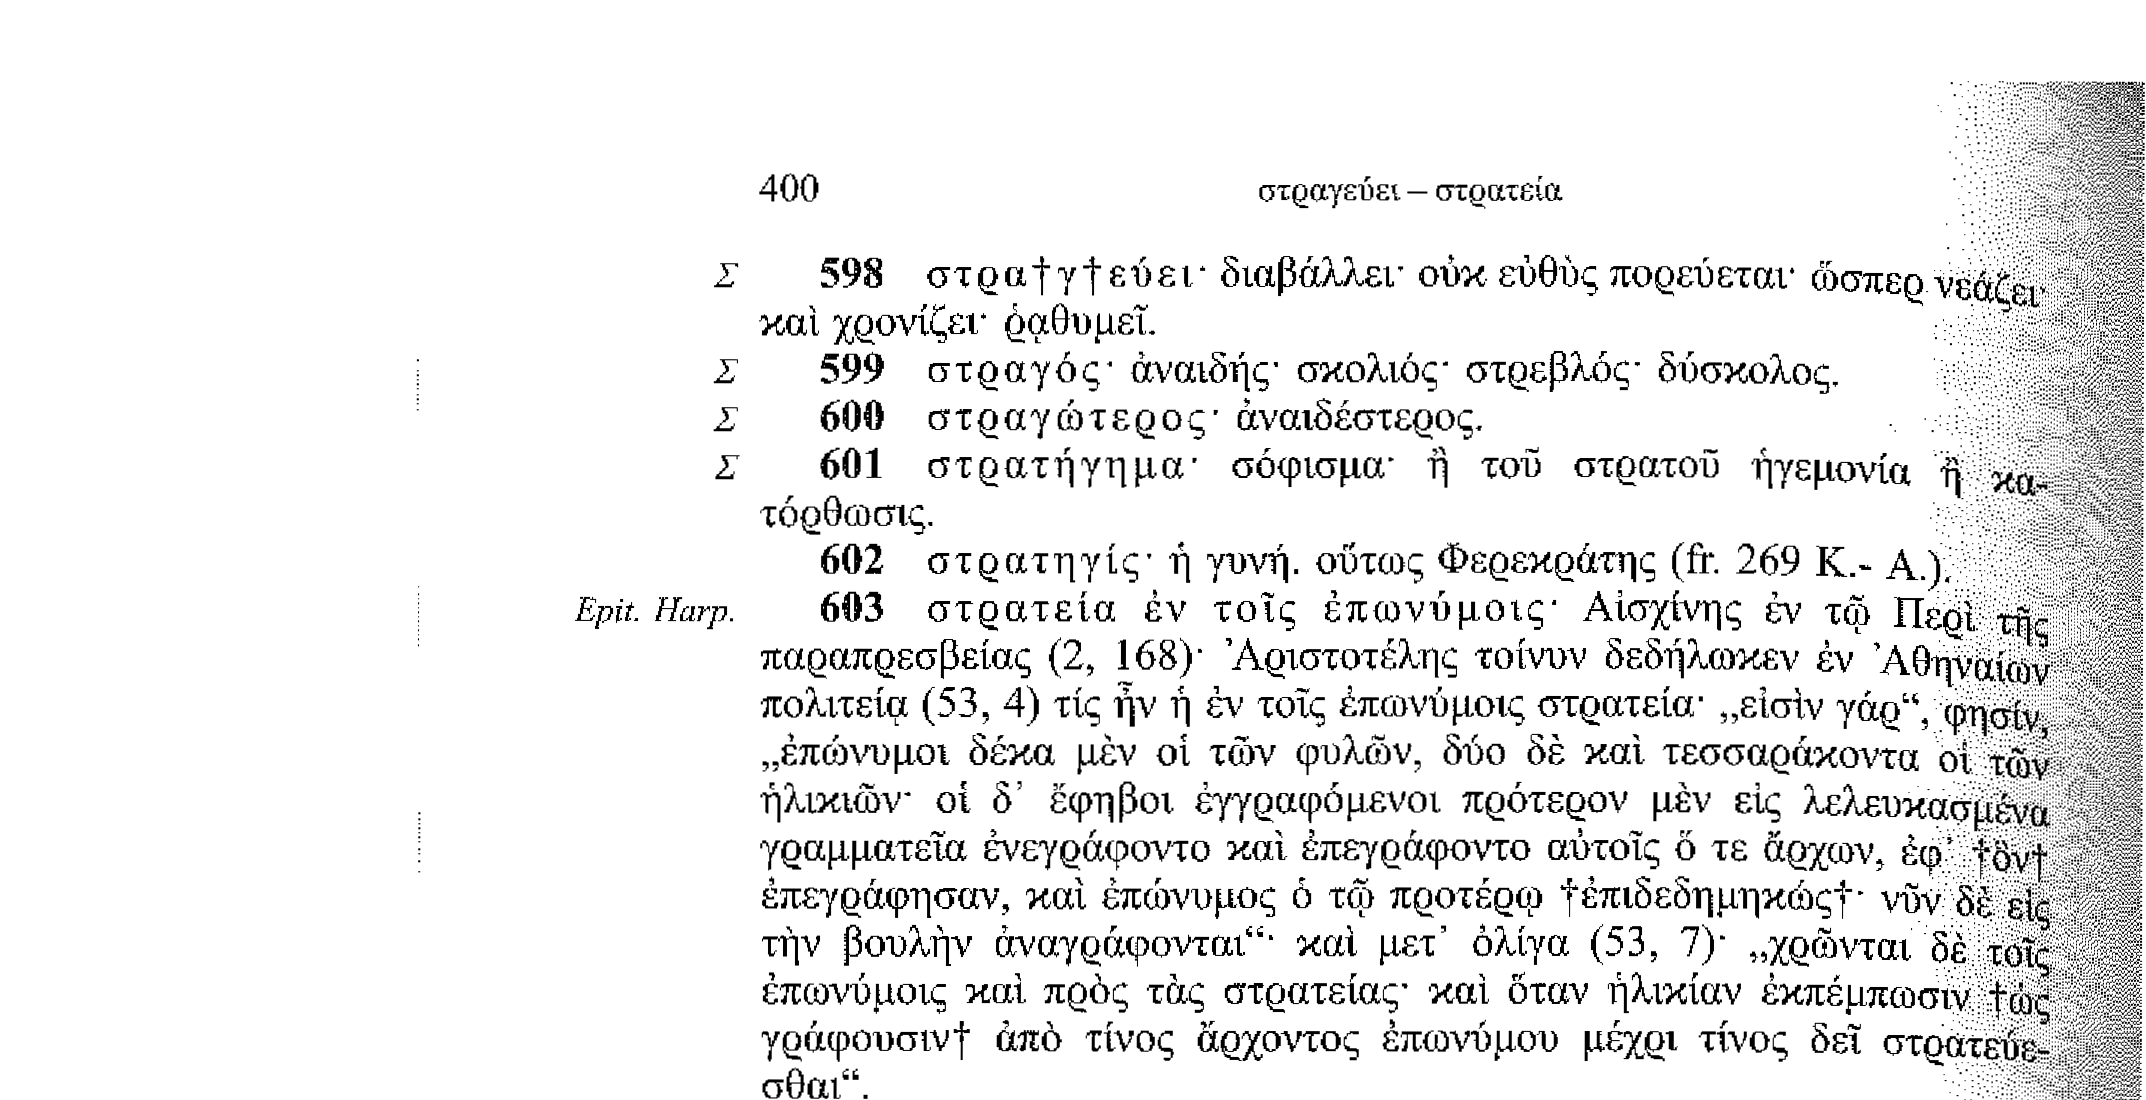 400 στραγεύει – στρατεία
Σ 598 στρα†γ†εύει· διαβάλλει· οὐκ εὐθὺς πορεύεται· ὥσπερ νεάζει·
καὶ χρονίζει· ῥᾳθυμεῖ.
Σ 599 στραγός· ἀναιδής· σκολιός· στρεβλός· δύσκολος.
Σ 600 στραγώτερος· ἀναιδέστερος.
Σ 601 στρατήγημα· σόφισμα· ἢ τοῦ στρατοῦ ἡγεμονία ἢ κα-
τόρθωσις.
602 στρατηγίς· ἡ γυνή. οὕτως Φερεκράτης (fr. 269 K.- A.).
Epit. Harp. 603 στρατεία ἐν τοῖς ἐπωνύμοις· Αἰσχίνης ἐν τῷ Περὶ τῆς
παραπρεσβείας (2, 168)· Ἀριστοτέλης τοίνυν δεδήλωκεν ἐν Ἀθηναίων
πολιτείᾳ (53, 4) τίς ἦν ἡ ἐν τοῖς ἐπωνύμοις στρατεία· „εἰσὶν γάρ“, φησίν,
„ἐπώνυμοι δέκα μὲν οἱ τῶν φυλῶν, δύο δὲ καὶ τεσσαράκοντα οἱ τῶν
ἡλικιῶν· οἱ δ᾽ ἔφηβοι ἐγγραφόμενοι πρότερον μὲν εἰς λελευκασμένα
γραμματεῖα ἐνεγράφοντο καὶ ἐπεγράφοντο αὐτοῖς ὅ τε ἄρχων, ἐφ᾽ †ὃν†
ἐπεγράφησαν, καὶ ἐπώνυμος ὁ τῷ προτέρῳ †ἐπιδεδημηκώς†· νῦν δὲ εἰς
τὴν βουλὴν ἀναγράφονται“· καὶ μετ᾽ ὀλίγα (53, 7)· „χρῶνται δὲ τοῖς
ἐπωνύμοις καὶ πρὸς τὰς στρατείας· καὶ ὅταν ἡλικίαν ἐκπέμπωσιν †ὡς
γράφουσιν† ἀπὸ τίνος ἄρχοντος ἐπωνύμου μέχρι τίνος δεῖ στρατεύε-
σθαι“.